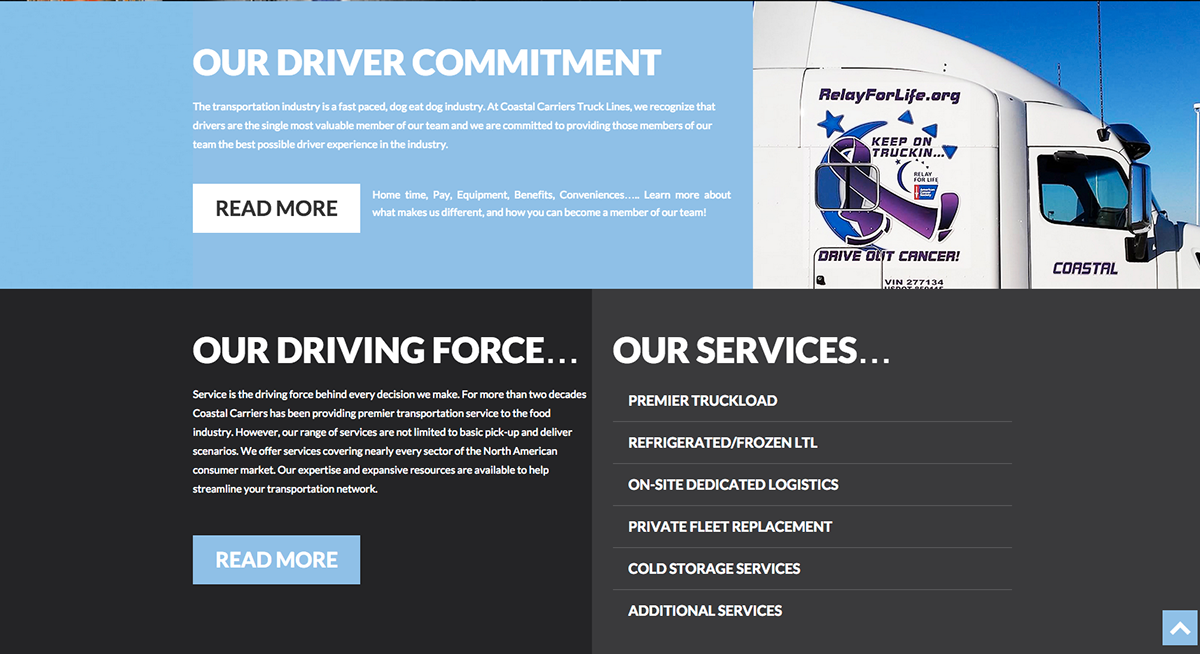 OUR DRIVER COMMITMENT
The transportation industry is a fast paced, dog eat dog industry. At Coastal Carriers Truck Lines, we recognize that
drivers are the single most valuable member of our team and we are committed to providing those members of our
team the best possible driver experience in the industry.
READ MORE
Home time, Pay, Equipment, Benefits, Conveniences….. Learn more about
what makes us different, and how you can become a member of our team!
RelayForLife.org
KEEP ON
TRUCKIN...
RELAY
FOR LIFE
DRIVE OUT CANCER!
COASTAL
VIN 277134
OUR DRIVING FORCE…
Service is the driving force behind every decision we make. For more than two decades
Coastal Carriers has been providing premier transportation service to the food
industry. However, our range of services are not limited to basic pick-up and deliver
scenarios. We offer services covering nearly every sector of the North American
consumer market. Our expertise and expansive resources are available to help
streamline your transportation network.
READ MORE
OUR SERVICES…
PREMIER TRUCKLOAD
REFRIGERATED/FROZEN LTL
ON-SITE DEDICATED LOGISTICS
PRIVATE FLEET REPLACEMENT
COLD STORAGE SERVICES
ADDITIONAL SERVICES